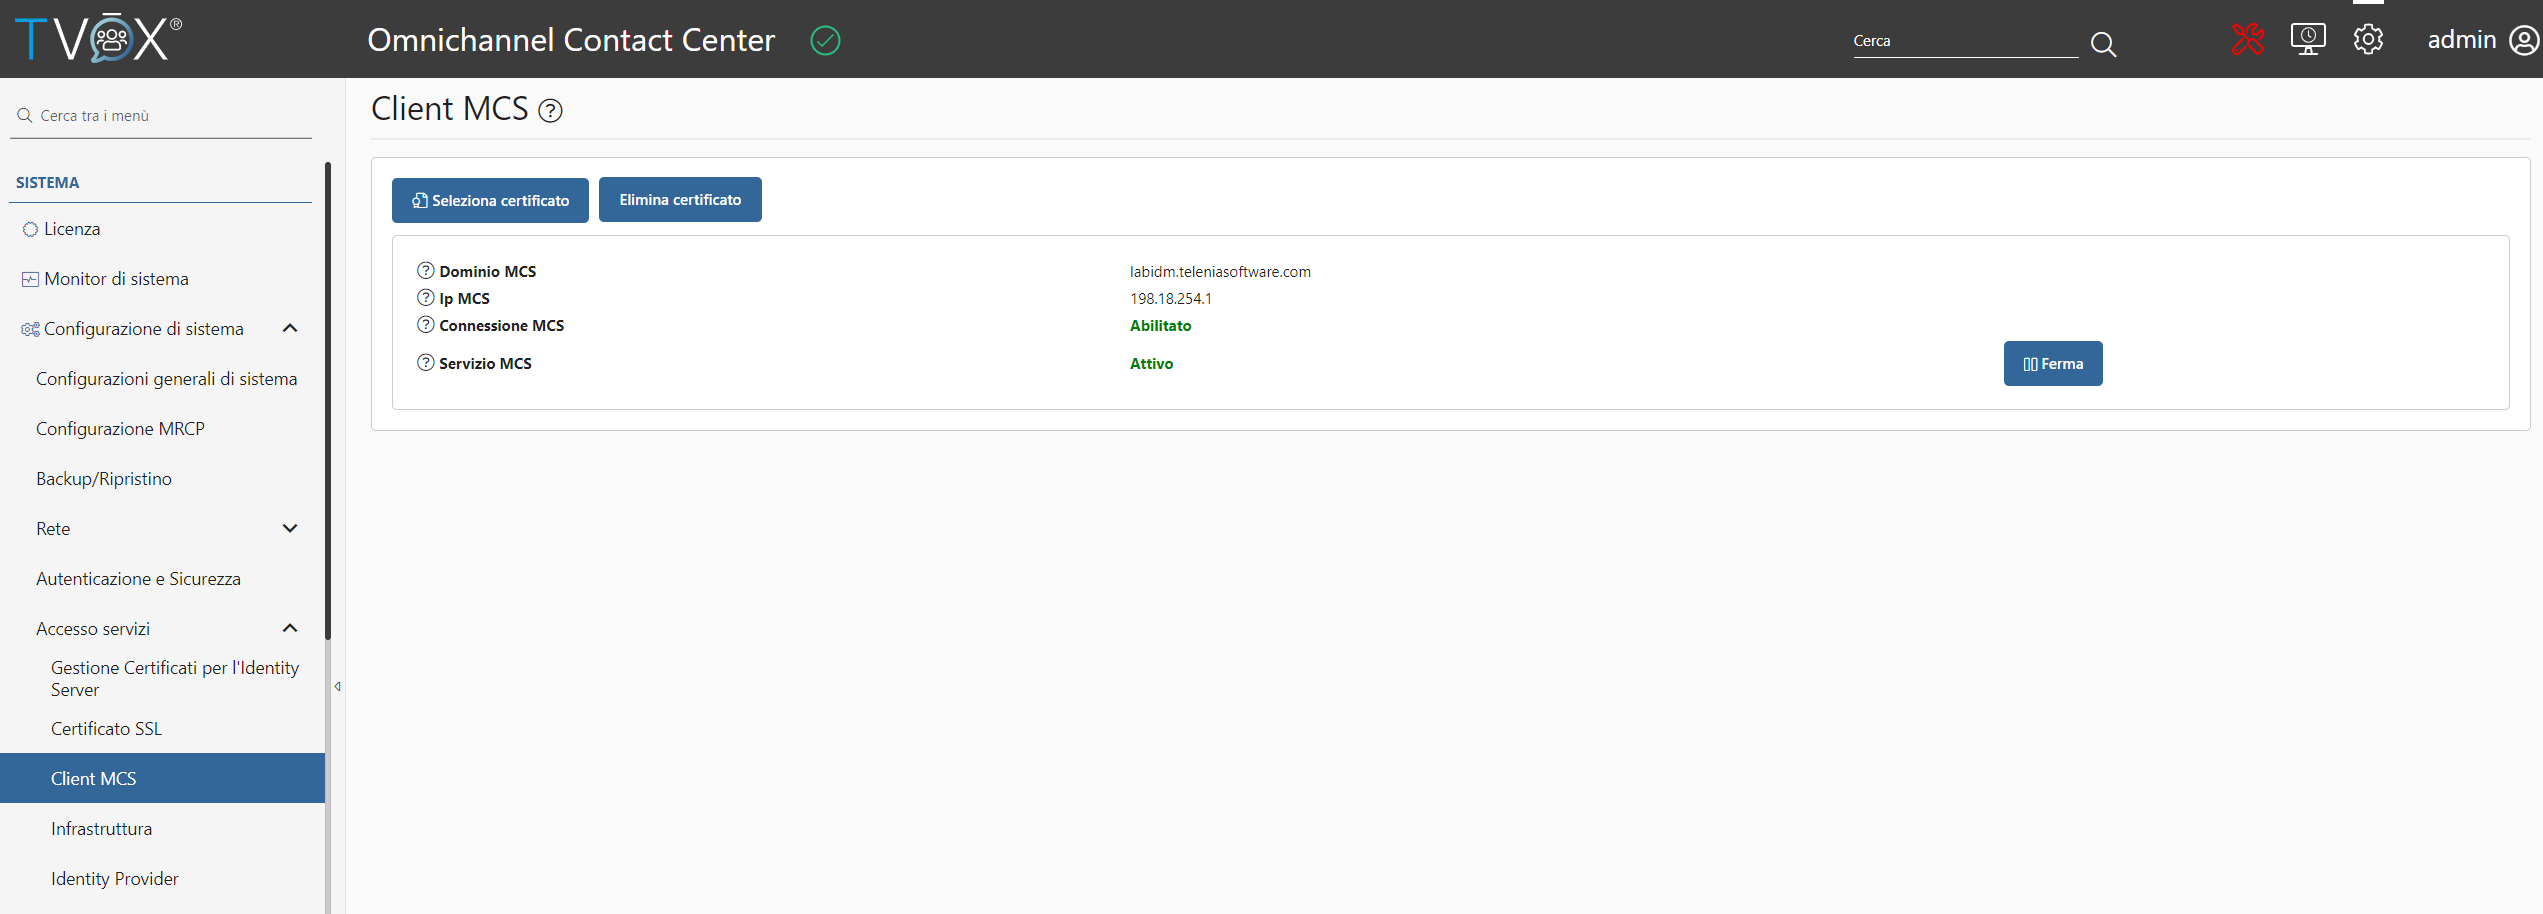 TVOX®
Omnichannel Contact Center
Cerca
admin
Cerca tra i menù
SISTEMA
Licenza
Monitor di sistema
Configurazione di sistema
Configurazioni generali di sistema
Configurazione MRCP
Backup/Ripristino
Rete
Autenticazione e Sicurezza
Accesso servizi
Gestione Certificati per l'Identity
Server
Certificato SSL
Client MCS
Infrastruttura
Identity Provider
Client MCS ?
Seleziona certificato
Elimina certificato
? Dominio MCS labidm.teleniasoftware.com
? Ip MCS 198.18.254.1
? Connessione MCS Abilitato
? Servizio MCS Attivo Ferma